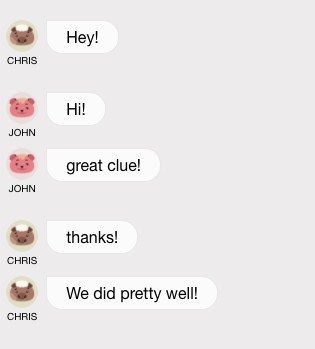 Hey!
CHRIS
Hi!
JOHN
great clue!
JOHN
thanks!
CHRIS
We did pretty well!
CHRIS